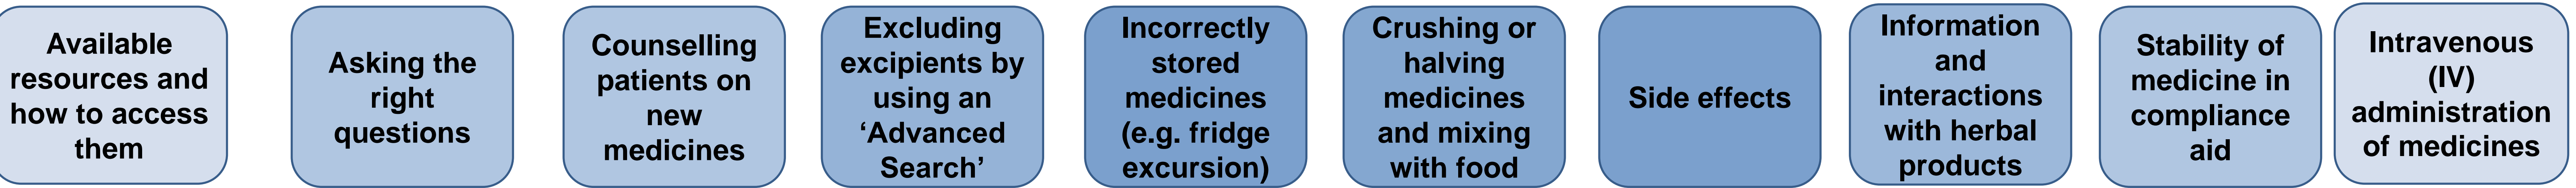 Available
resources and
how to access
them
Asking the
right
questions
Counselling
patients on
new
medicines
Excluding
excipients by
using an
‘Advanced
Search’
Incorrectly
stored
medicines
(e.g. fridge
excursion)
Crushing or
halving
medicines
and mixing
with food
Side effects
Information
and
interactions
with herbal
products
Stability of
medicine in
compliance
aid
Intravenous
(IV)
administration
of medicines